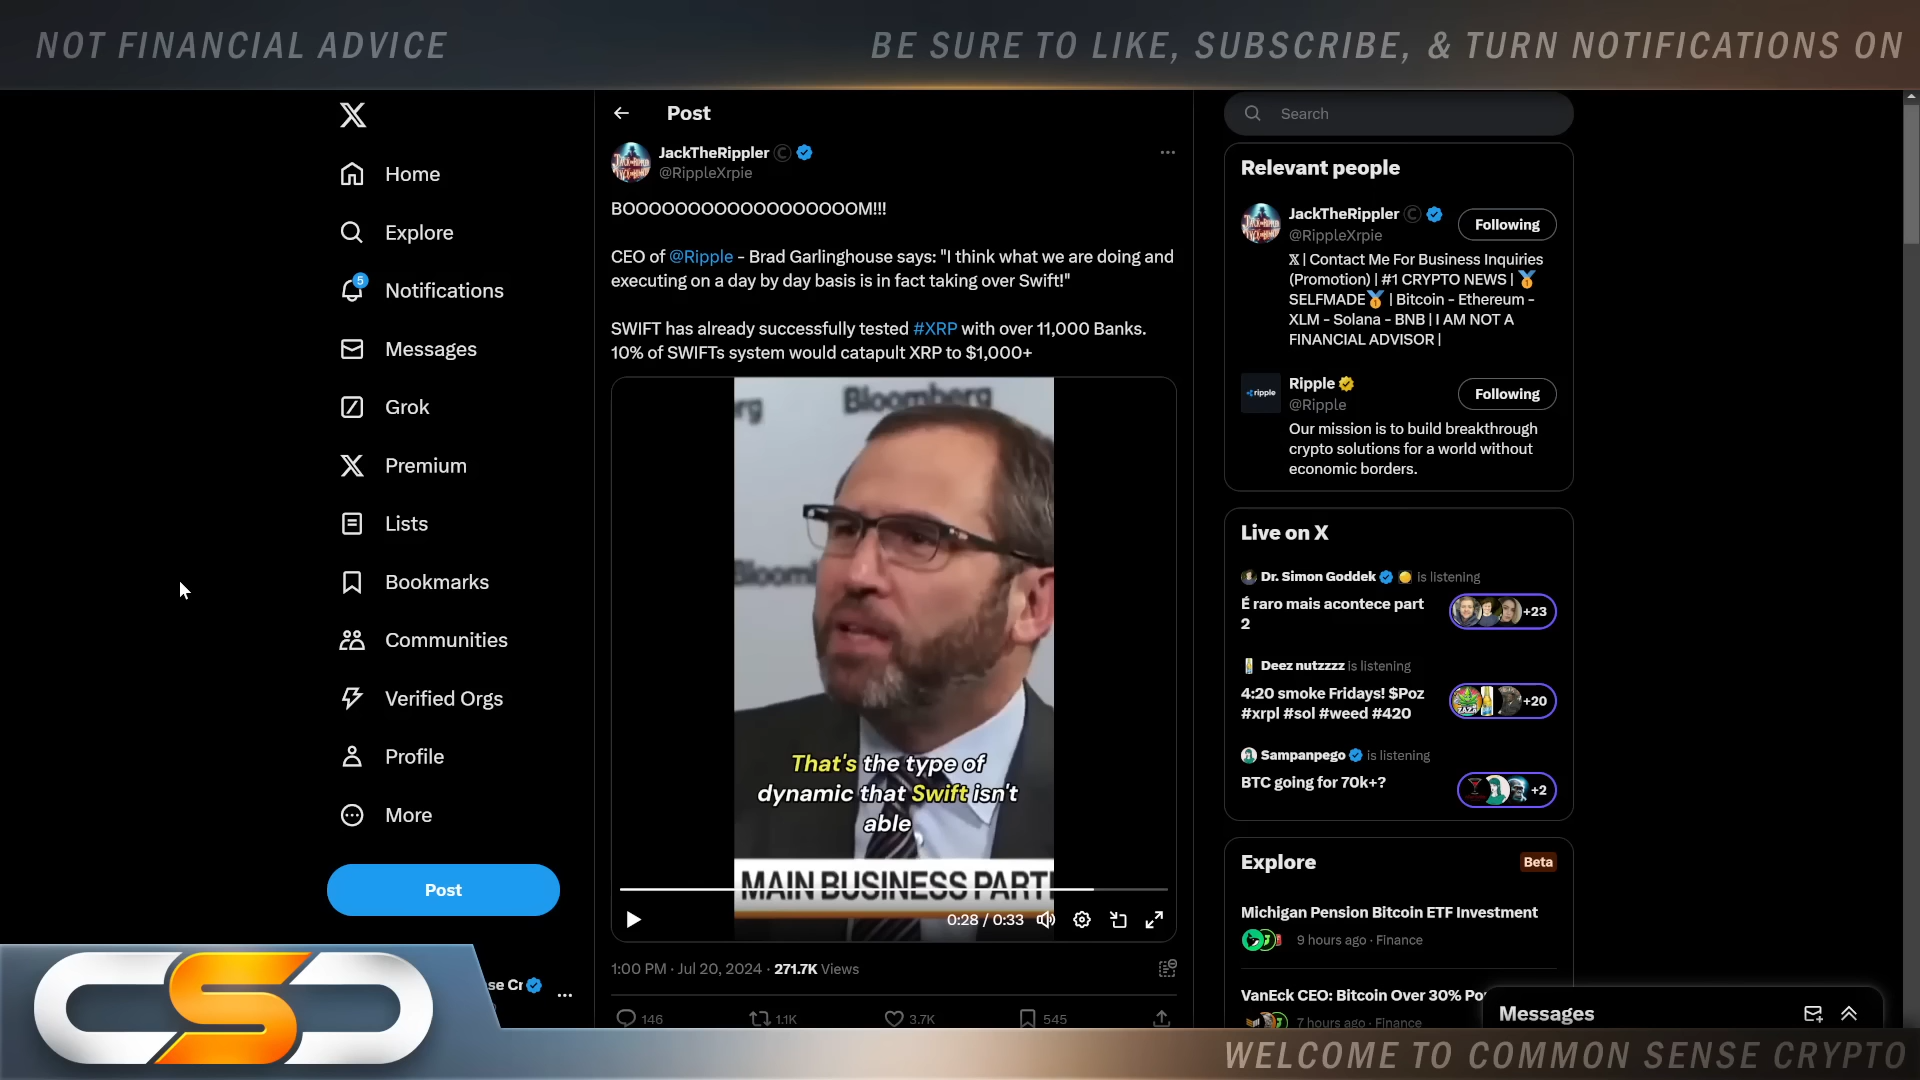 NOT FINANCIAL ADVICE
BE SURE TO LIKE, SUBSCRIBE, & TURN NOTIFICATIONS ON
Home
Explore
5
Notifications
Messages
Grok
Premium
Lists
Bookmarks
Communities
Verified Orgs
Profile
More
Post
se Cr
Post
JackTheRippler ©
@RippleXrpie
BOOOOOOOOOOOOOOOOOOM!!!
CEO of @Ripple - Brad Garlinghouse says: "I think what we are doing and
executing on a day by day basis is in fact taking over Swift!"
SWIFT has already successfully tested #XRP with over 11,000 Banks.
10% of SWIFTs system would catapult XRP to $1,000+
rg
Bloomberg
Bloom
That's the type of
dynamic that Swift isn't
able
MAIN BUSINESS PART
0:28 / 0:33
1:00 PM · Jul 20, 2024 · 271.7K Views
146
1.1K
3.7K
545
Search
Relevant people
JackTheRippler ©
@RippleXrpie
Following
𝕏 | Contact Me For Business Inquiries
(Promotion) | #1 CRYPTO NEWS | 🥇
SELFMADE🥇 | Bitcoin - Ethereum -
XLM - Solana - BNB | I AM NOT A
FINANCIAL ADVISOR |
ripple
Ripple
@Ripple
Following
Our mission is to build breakthrough
crypto solutions for a world without
economic borders.
Live on X
Dr. Simon Goddek is listening
É raro mais acontece part
2
+23
Deez nutzzzz is listening
4:20 smoke Fridays! $Poz
#xrpl #sol #weed #420
+20
Sampanpego is listening
BTC going for 70k+?
+2
Explore
Beta
Michigan Pension Bitcoin ETF Investment
9 hours ago · Finance
VanEck CEO: Bitcoin Over 30% Po
7 hours ago · Finance
Messages
CSC
WELCOME TO COMMON SENSE CRYPTO